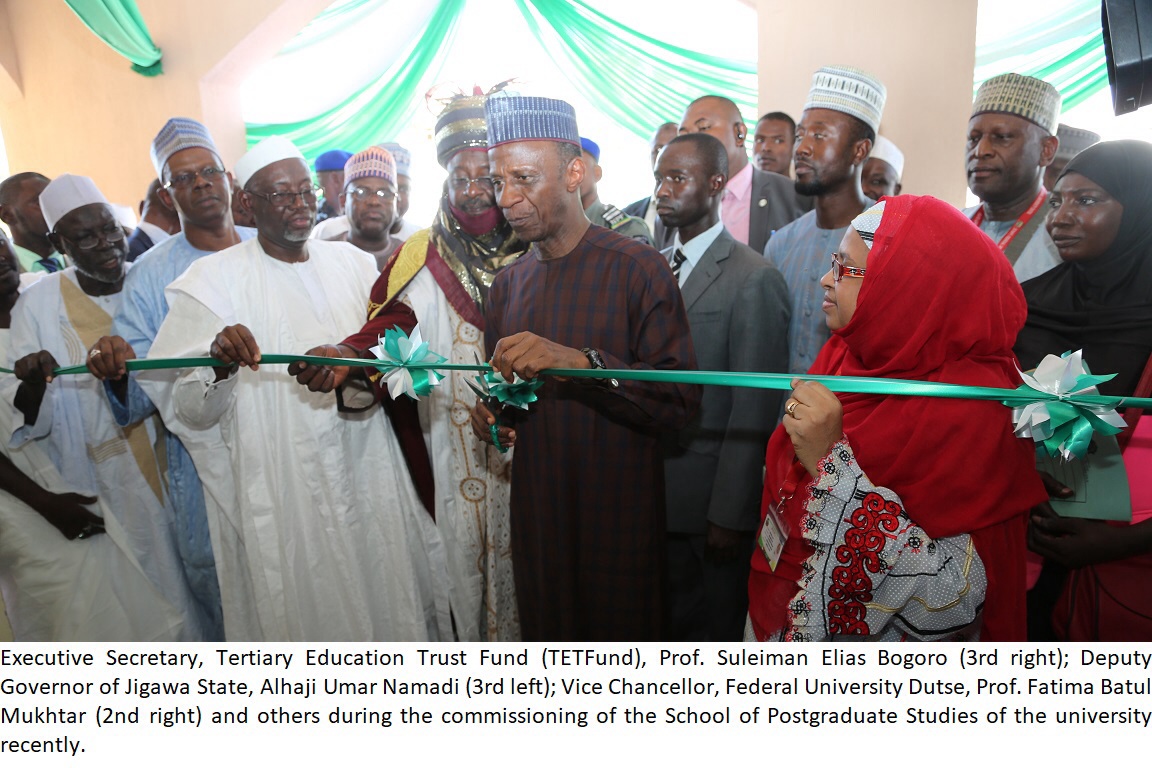 Executive Secretary, Tertiary Education Trust Fund (TETFund), Prof. Suleiman Elias Bogoro (3rd right); Deputy
Governor of Jigawa State, Alhaji Umar Namadi (3rd left); Vice Chancellor, Federal University Dutse, Prof. Fatima Batul
Mukhtar (2nd right) and others during the commissioning of the School of Postgraduate Studies of the university
recently.